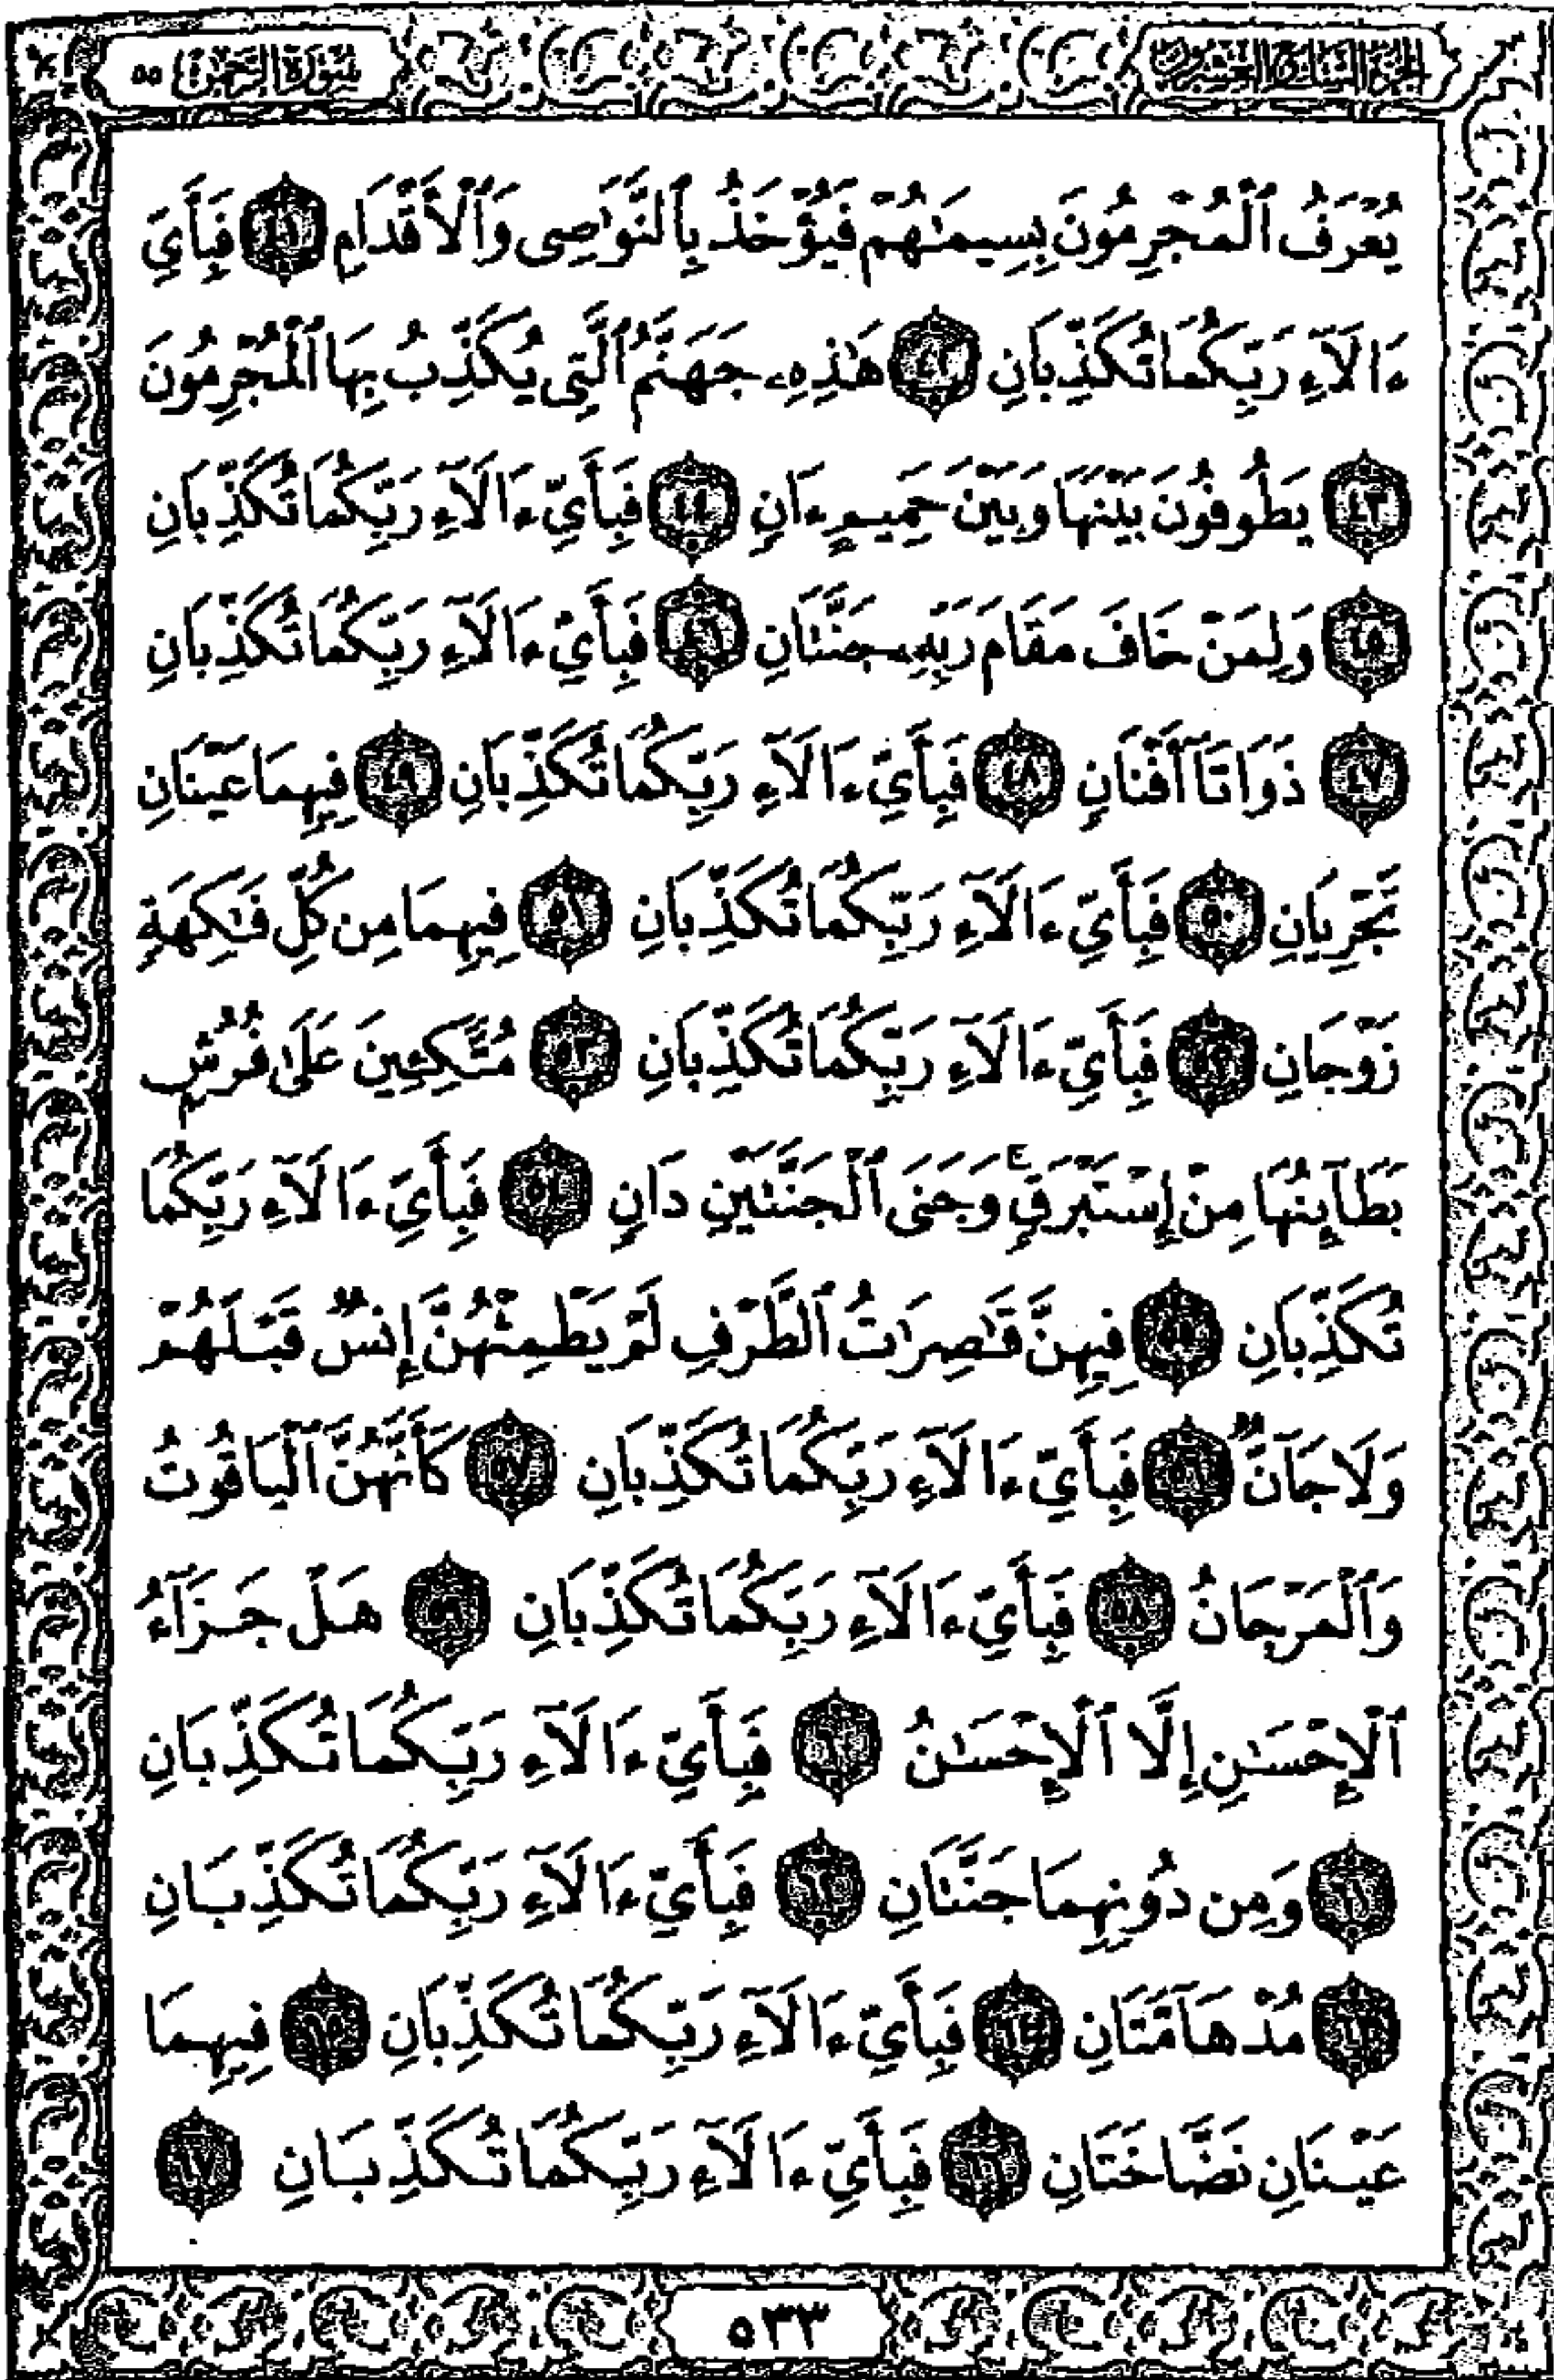 الجزء السابع والعشرون
سورة الرحمن ٥٥
يُعْرَفُ ٱلْمُجْرِمُونَ بِسِيمَٰهُمْ فَيُؤْخَذُ بِٱلنَّوَٰصِى وَٱلْأَقْدَامِ ٤١ فَبِأَيِّ
ءَالَآءِ رَبِّكُمَا تُكَذِّبَانِ ٤٢ هَٰذِهِۦ جَهَنَّمُ ٱلَّتِى يُكَذِّبُ بِهَا ٱلْمُجْرِمُونَ
٤٣ يَطُوفُونَ بَيْنَهَا وَبَيْنَ حَمِيمٍ ءَانٍ ٤٤ فَبِأَيِّ ءَالَآءِ رَبِّكُمَا تُكَذِّبَانِ
٤٥ وَلِمَنْ خَافَ مَقَامَ رَبِّهِۦ جَنَّتَانِ ٤٦ فَبِأَيِّ ءَالَآءِ رَبِّكُمَا تُكَذِّبَانِ
٤٧ ذَوَاتَآ أَفْنَانٍ ٤٨ فَبِأَيِّ ءَالَآءِ رَبِّكُمَا تُكَذِّبَانِ ٤٩ فِيهِمَا عَيْنَانِ
تَجْرِيَانِ ٥٠ فَبِأَيِّ ءَالَآءِ رَبِّكُمَا تُكَذِّبَانِ ٥١ فِيهِمَا مِن كُلِّ فَٰكِهَةٍ
زَوْجَانِ ٥٢ فَبِأَيِّ ءَالَآءِ رَبِّكُمَا تُكَذِّبَانِ ٥٣ مُتَّكِـِٔينَ عَلَىٰ فُرُشٍۭ
بَطَآئِنُهَا مِنْ إِسْتَبْرَقٍ ۚ وَجَنَى ٱلْجَنَّتَيْنِ دَانٍ ٥٤ فَبِأَيِّ ءَالَآءِ رَبِّكُمَا
تُكَذِّبَانِ ٥٥ فِيهِنَّ قَٰصِرَٰتُ ٱلطَّرْفِ لَمْ يَطْمِثْهُنَّ إِنسٌ قَبْلَهُمْ
وَلَا جَآنٌّ ٥٦ فَبِأَيِّ ءَالَآءِ رَبِّكُمَا تُكَذِّبَانِ ٥٧ كَأَنَّهُنَّ ٱلْيَاقُوتُ
وَٱلْمَرْجَانُ ٥٨ فَبِأَيِّ ءَالَآءِ رَبِّكُمَا تُكَذِّبَانِ ٥٩ هَلْ جَزَآءُ
ٱلْإِحْسَٰنِ إِلَّا ٱلْإِحْسَٰنُ ٦٠ فَبِأَيِّ ءَالَآءِ رَبِّكُمَا تُكَذِّبَانِ
٦١ وَمِن دُونِهِمَا جَنَّتَانِ ٦٢ فَبِأَيِّ ءَالَآءِ رَبِّكُمَا تُكَذِّبَانِ
٦٣ مُدْهَآمَّتَانِ ٦٤ فَبِأَيِّ ءَالَآءِ رَبِّكُمَا تُكَذِّبَانِ ٦٥ فِيهِمَا
عَيْنَانِ نَضَّاخَتَانِ ٦٦ فَبِأَيِّ ءَالَآءِ رَبِّكُمَا تُكَذِّبَانِ ٦٧
٥٣٣